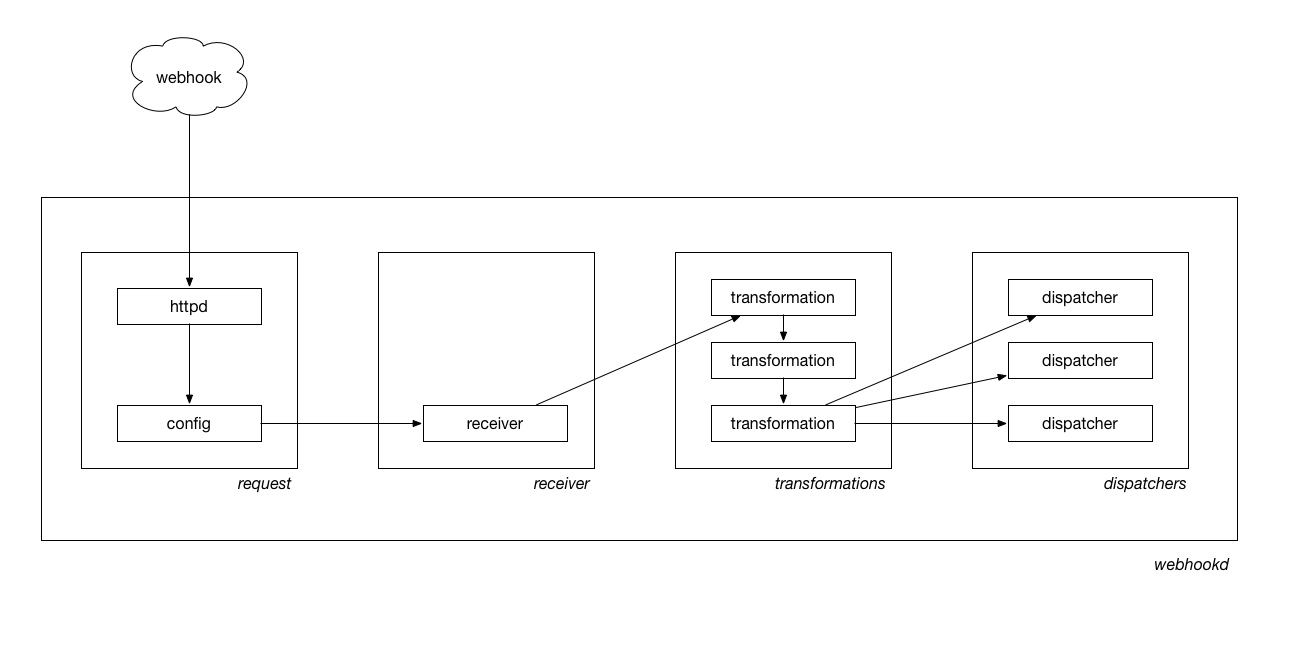 webhook
httpd
config
request
receiver
receiver
transformation
transformation
transformation
transformations
dispatcher
dispatcher
dispatcher
dispatchers
webhookd